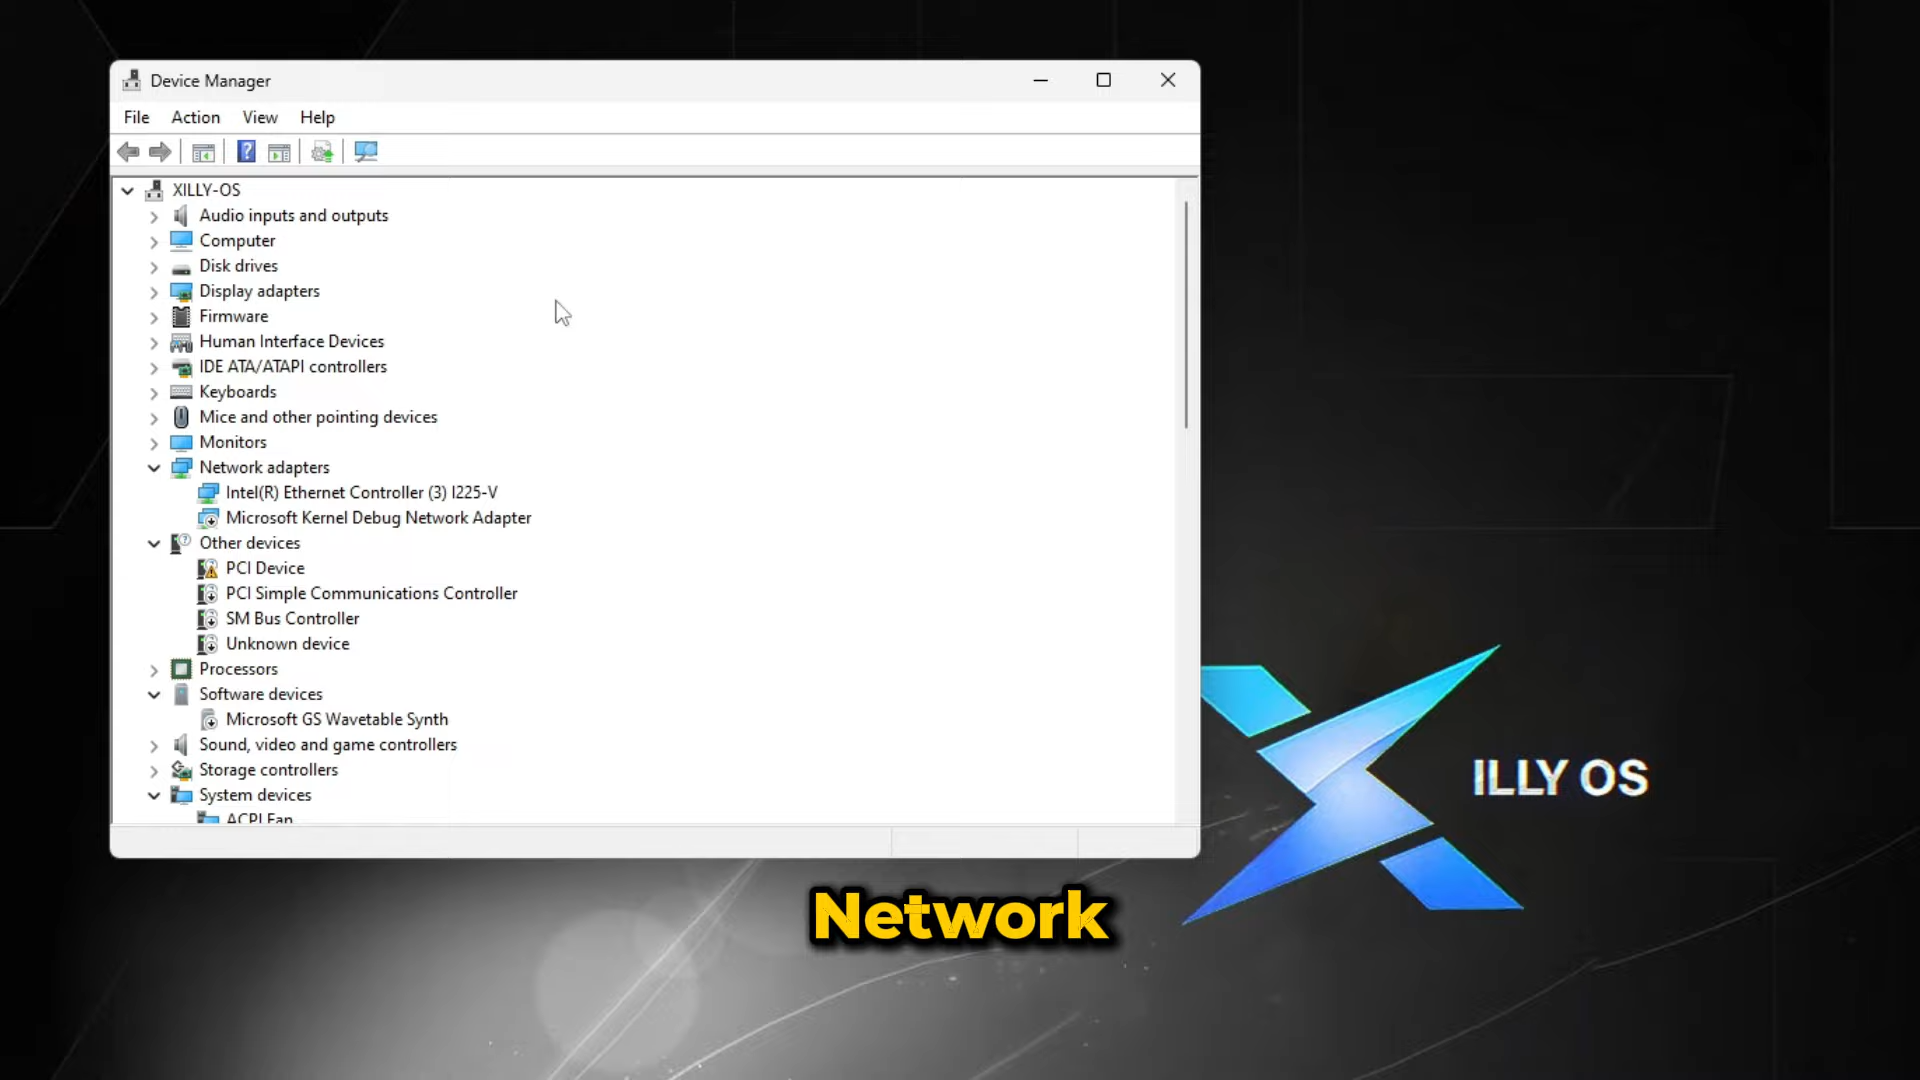 Device Manager
File Action View Help
XILLY-OS
Audio inputs and outputs
Computer
Disk drives
Display adapters
Firmware
Human Interface Devices
IDE ATA/ATAPI controllers
Keyboards
Mice and other pointing devices
Monitors
Network adapters
Intel(R) Ethernet Controller (3) I225-V
Microsoft Kernel Debug Network Adapter
Other devices
PCI Device
PCI Simple Communications Controller
SM Bus Controller
Unknown device
Processors
Software devices
Microsoft GS Wavetable Synth
Sound, video and game controllers
Storage controllers
System devices
ACPI Fan
ILLY OS
Network